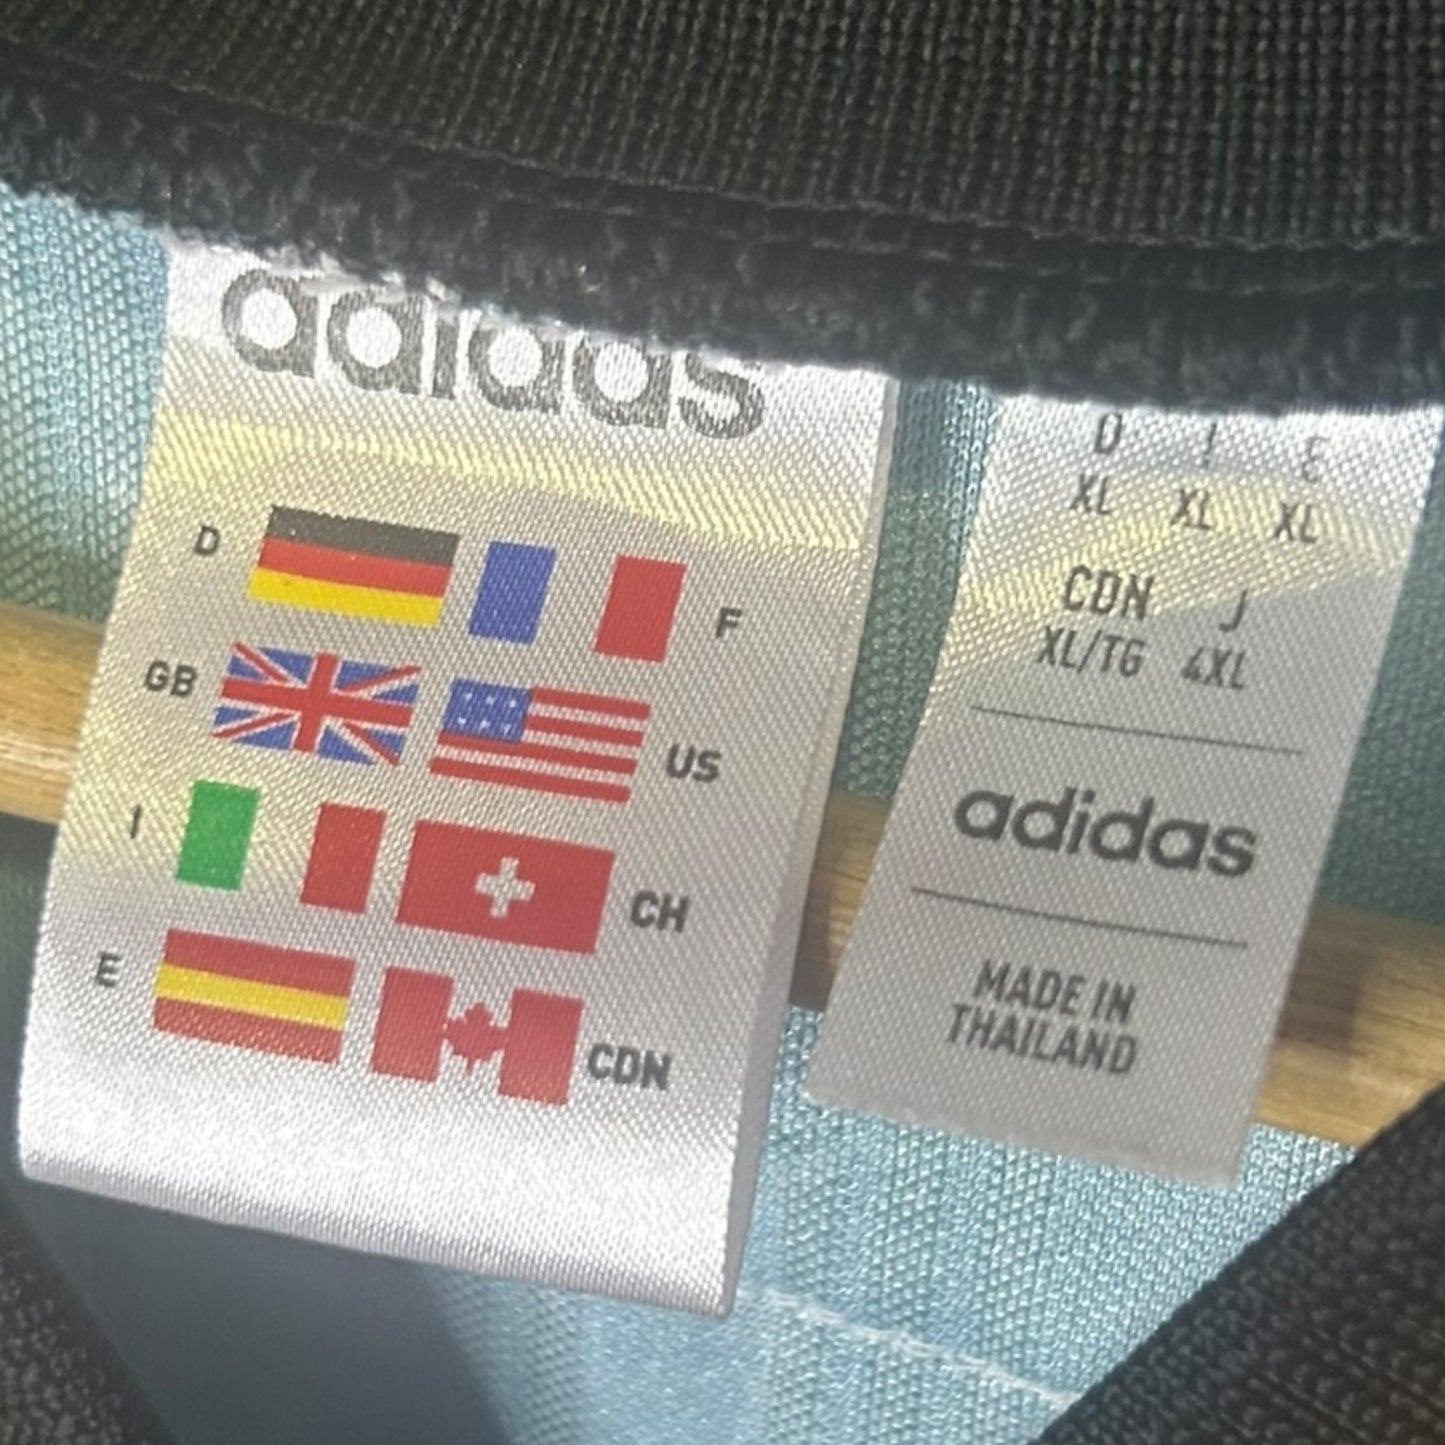 adidas
D
F
GB
US
I
CH
E
CDN
D I E
XL XL XL
CDN J
XL/TG 4XL
adidas
MADE IN
THAILAND